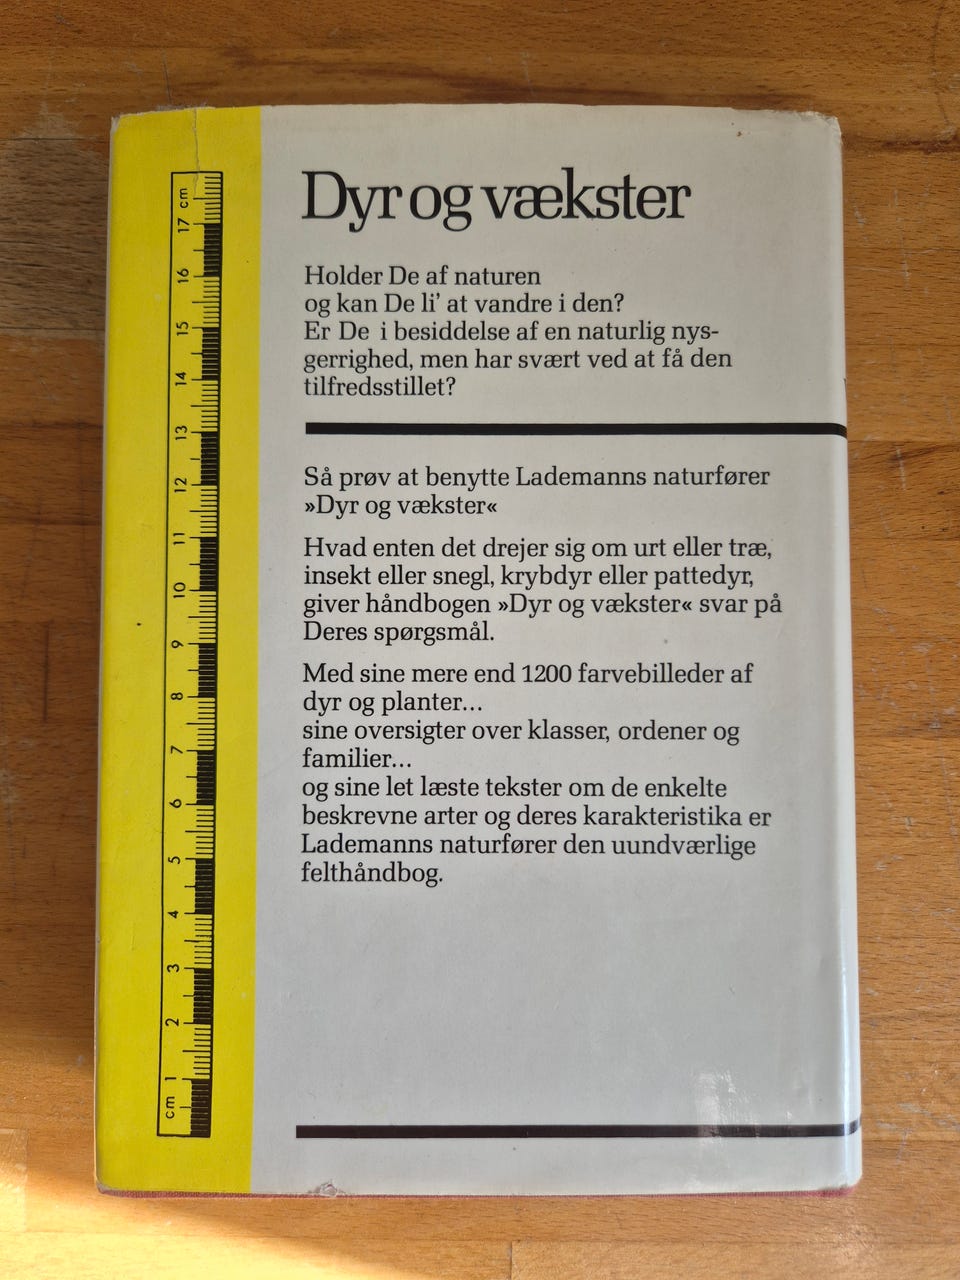 Dyr og vækster
Holder De af naturen
og kan De li' at vandre i den?
Er De i besiddelse af en naturlig nys-
gerrighed, men har svært ved at få den
tilfredsstillet?
Så prøv at benytte Lademanns naturfører
»Dyr og vækster«
Hvad enten det drejer sig om urt eller træ,
insekt eller snegl, krybdyr eller pattedyr,
giver håndbogen »Dyr og vækster« svar på
Deres spørgsmål.
Med sine mere end 1200 farvebilleder af
dyr og planter...
sine oversigter over klasser, ordener og
familier...
og sine let læste tekster om de enkelte
beskrevne arter og deres karakteristika er
Lademanns naturfører den uundværlige
felthåndbog.
cm 1 2 3 4 5 6 7 8 9 10 11 12 13 14 15 16 17 cm